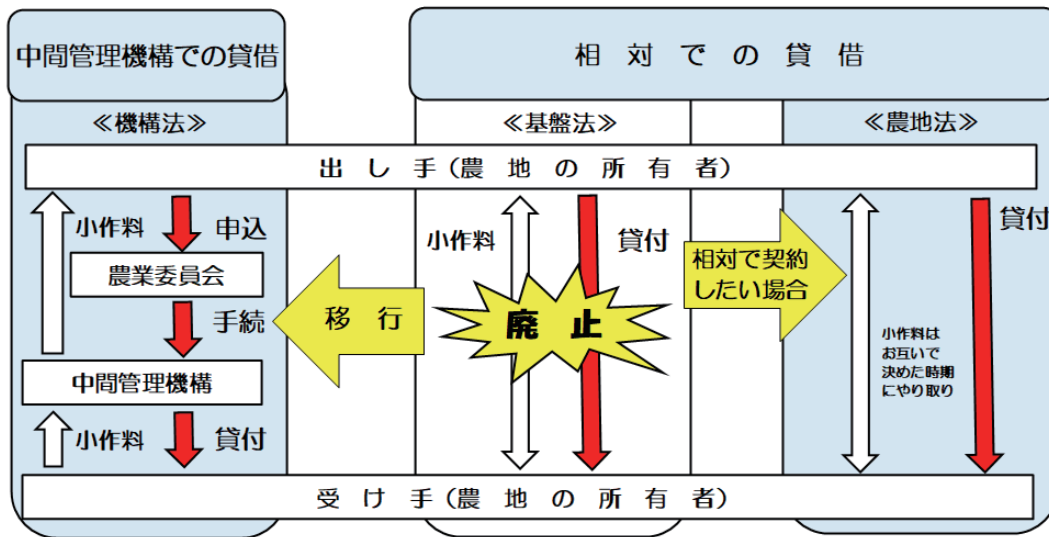 中間管理機構での貸借
相対での貸借
≪機構法≫
≪基盤法≫
≪農地法≫
出し手(農地の所有者)
小作料
申込
農業委員会
手続
中間管理機構
小作料
貸付
移行
小作料
貸付
廃止
相対で契約
したい場合
貸付
小作料は
お互いで
決めた時期
にやり取り
受け手(農地の所有者)